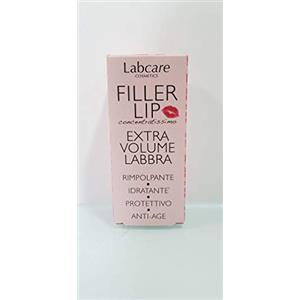 Labcare
COSMETICS
FILLER
LIP
concentratissimo
EXTRA
VOLUME
LABBRA
RIMPOLPANTE
•
IDRATANTE
•
PROTETTIVO
•
ANTI-AGE